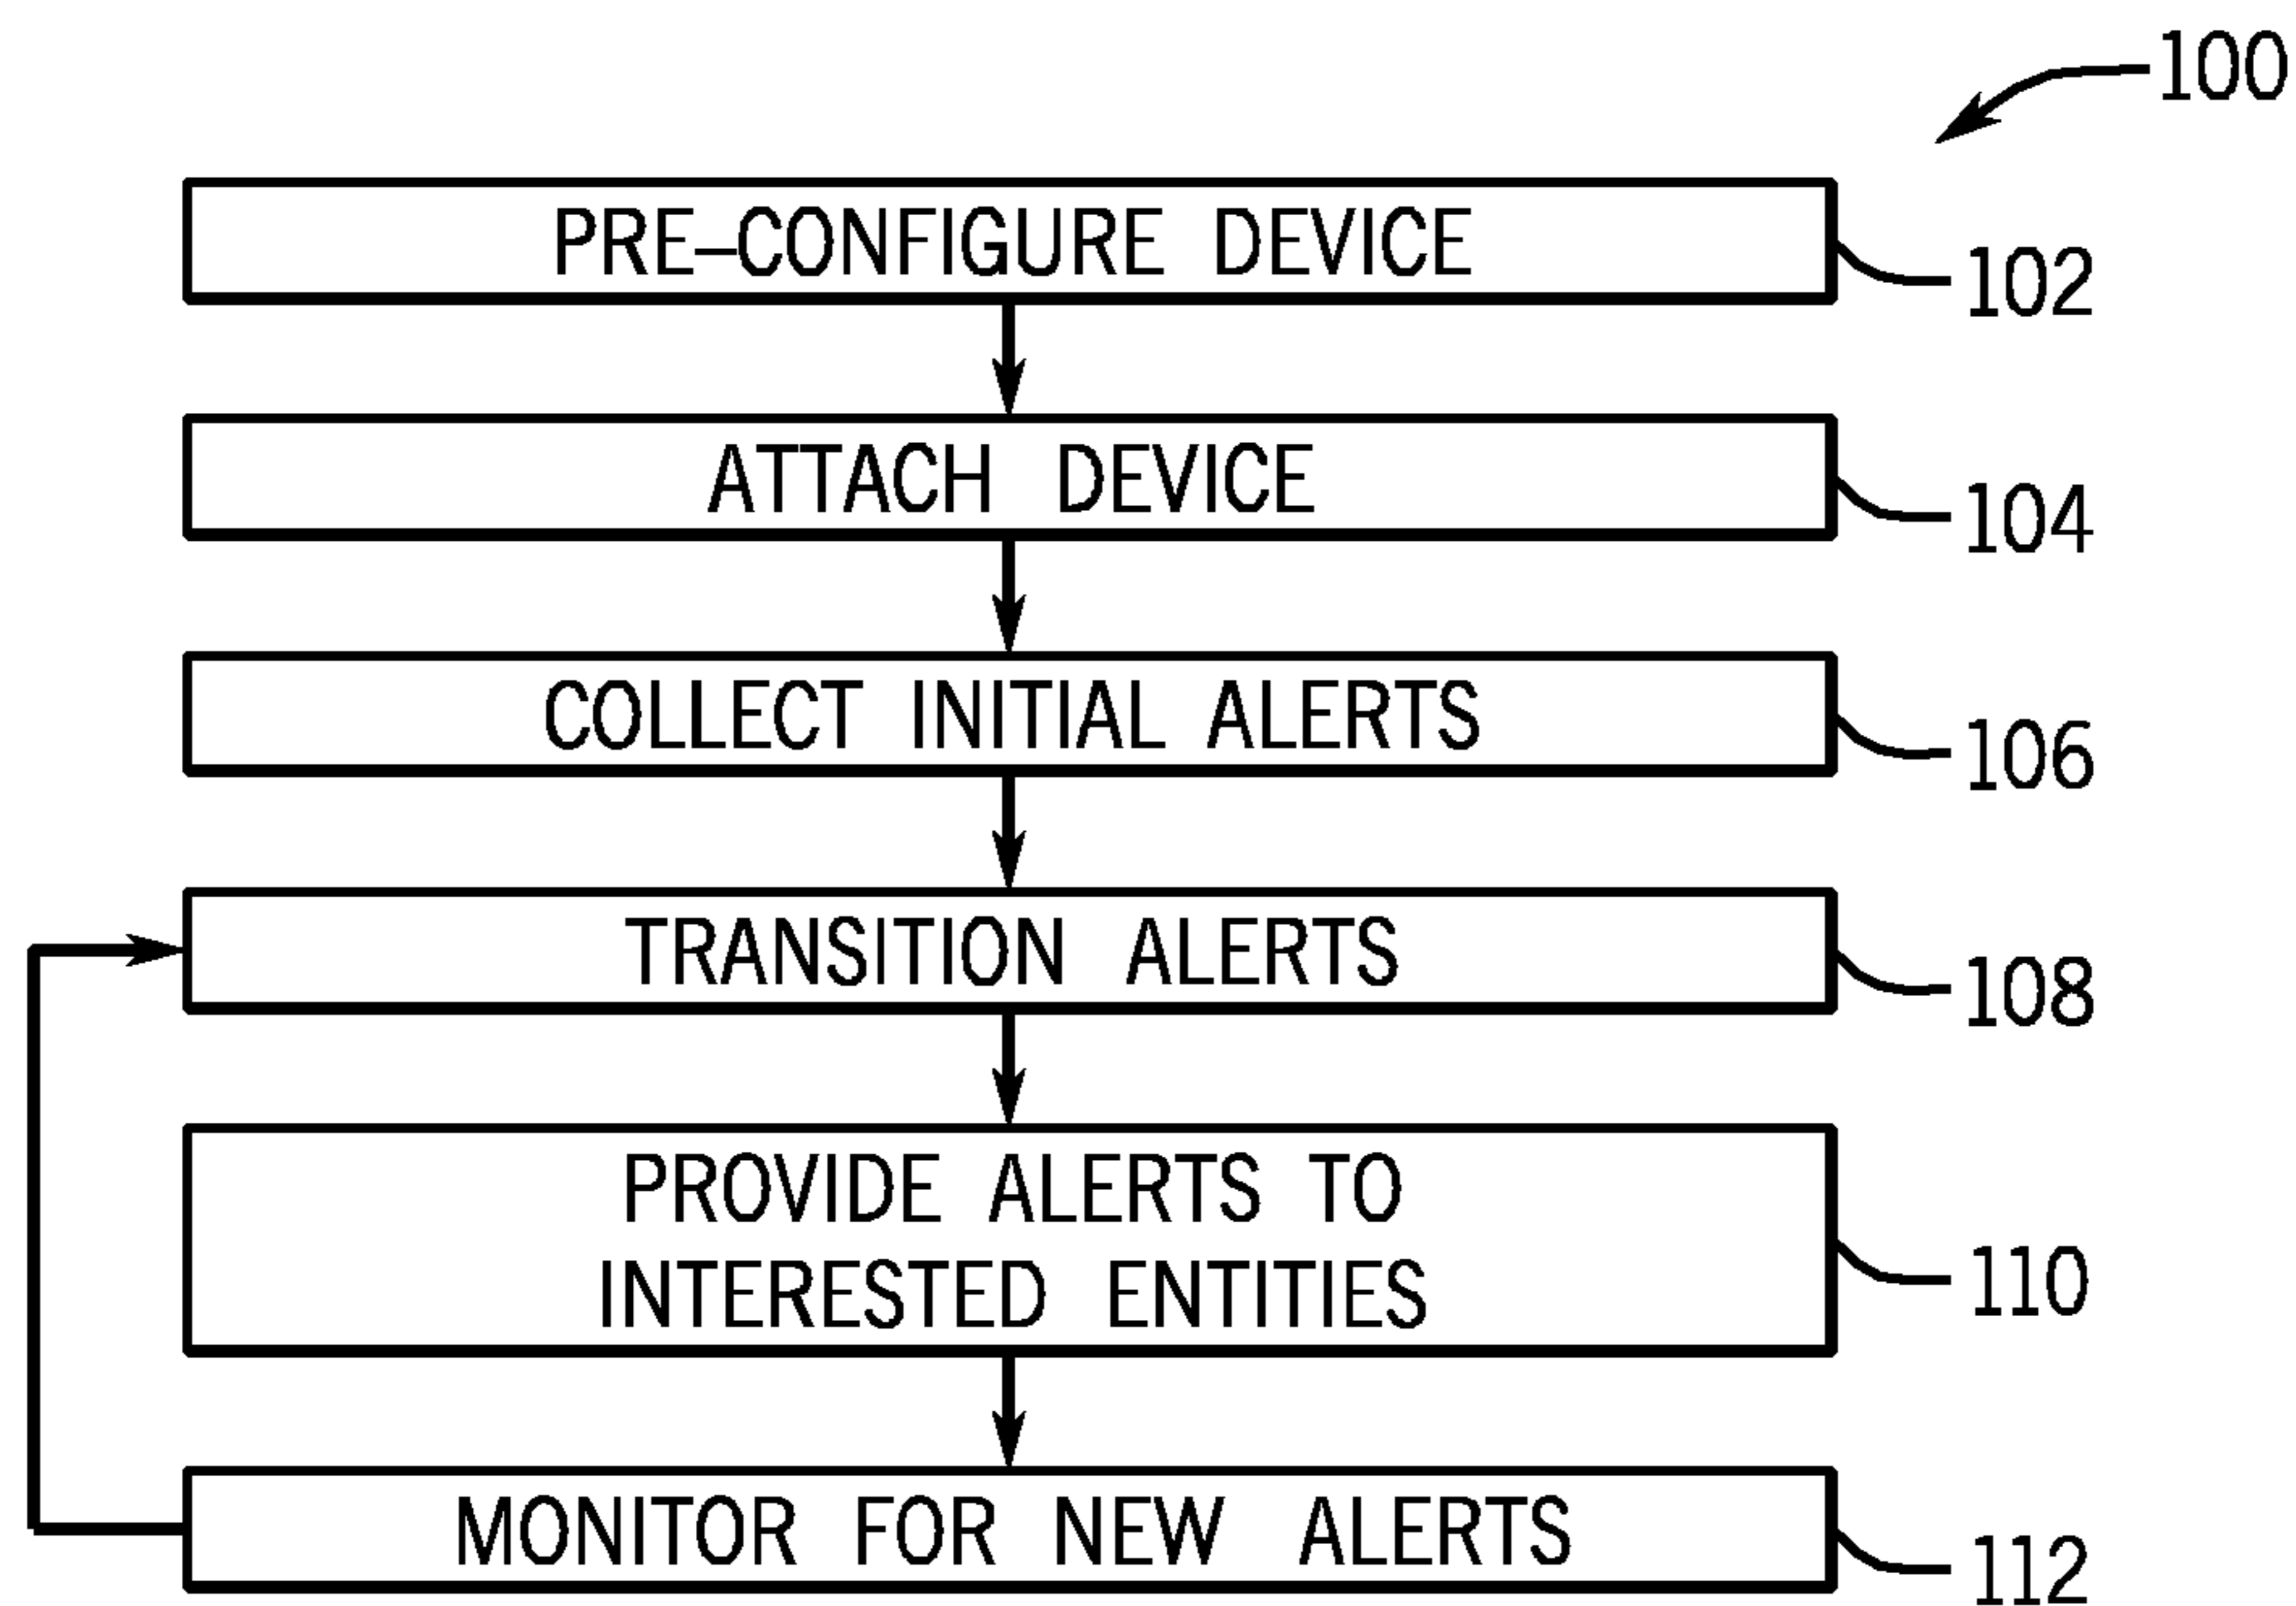 100
PRE-CONFIGURE DEVICE
102
ATTACH DEVICE
104
COLLECT INITIAL ALERTS
106
TRANSITION ALERTS
108
PROVIDE ALERTS TO
INTERESTED ENTITIES
110
MONITOR FOR NEW ALERTS
112